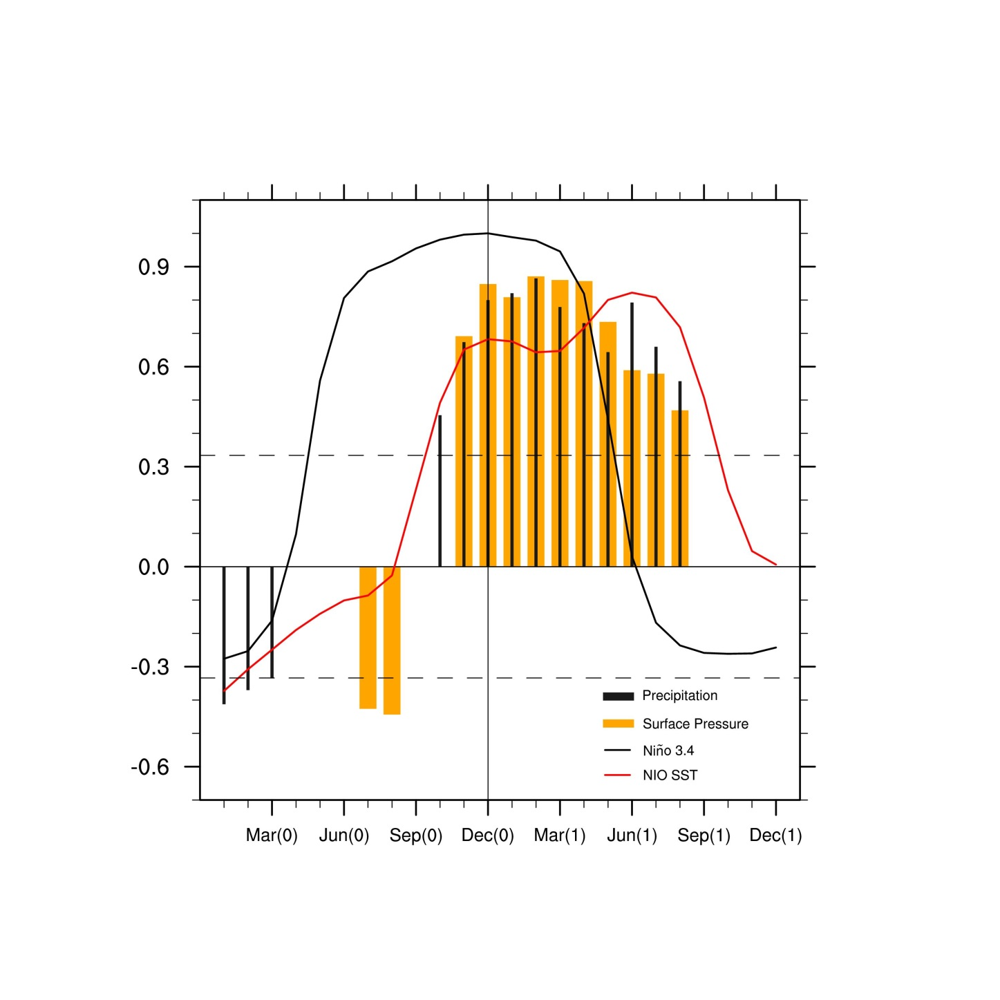 0.9
0.6
0.3
0.0
-0.3
-0.6
Precipitation
Surface Pressure
Niño 3.4
NIO SST
Mar(0) Jun(0) Sep(0) Dec(0) Mar(1) Jun(1) Sep(1) Dec(1)